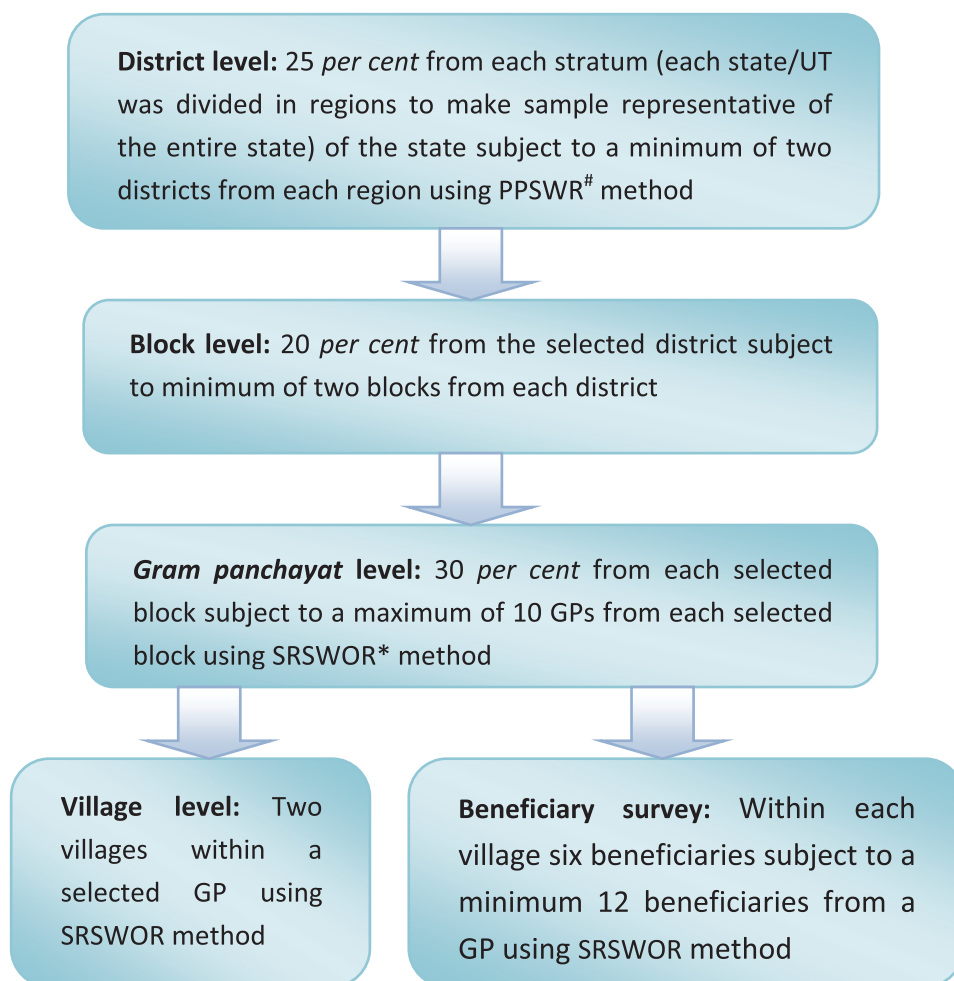 District level: 25 per cent from each stratum (each state/UT
was divided in regions to make sample representative of
the entire state) of the state subject to a minimum of two
districts from each region using PPSWR# method
Block level: 20 per cent from the selected district subject
to minimum of two blocks from each district
Gram panchayat level: 30 per cent from each selected
block subject to a maximum of 10 GPs from each selected
block using SRSWOR* method
Village level: Two
villages within a
selected GP using
SRSWOR method
Beneficiary survey: Within each
village six beneficiaries subject to a
minimum 12 beneficiaries from a
GP using SRSWOR method